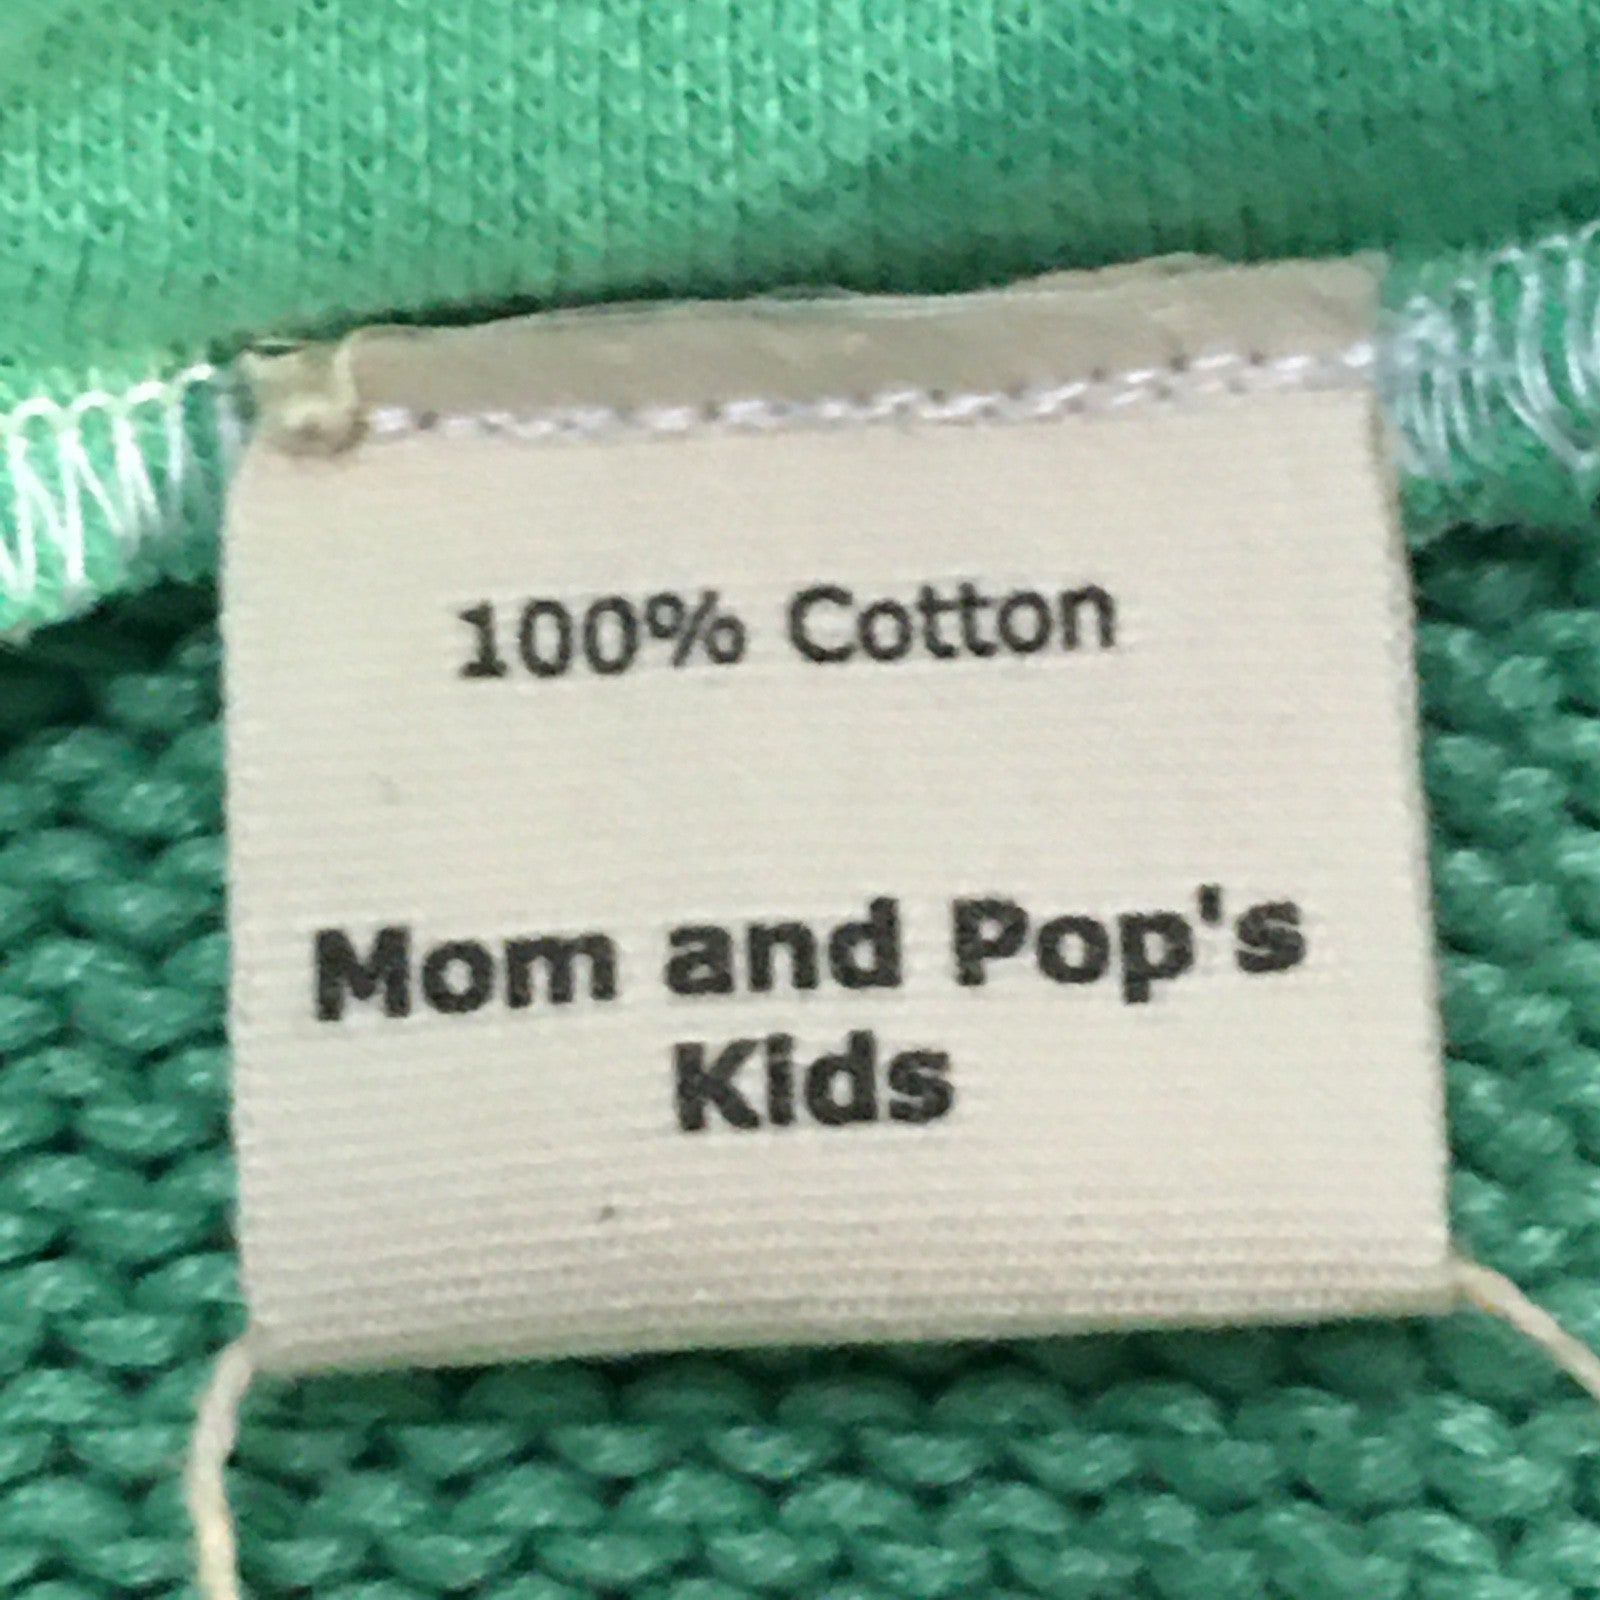 100% Cotton
Mom and Pop's
Kids